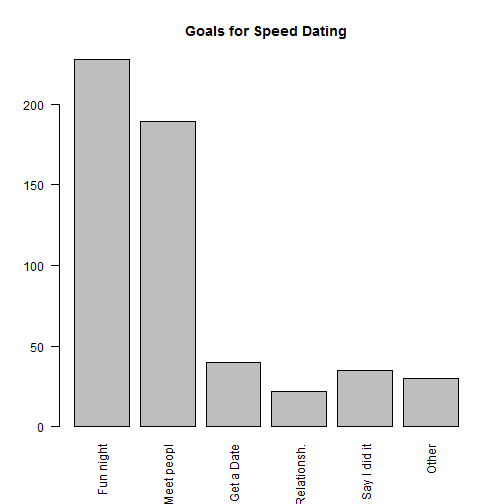 Goals for Speed Dating
200
150
100
50
0
Fun night
Meet peopl
Get a Date
Relationsh.
Say I did it
Other